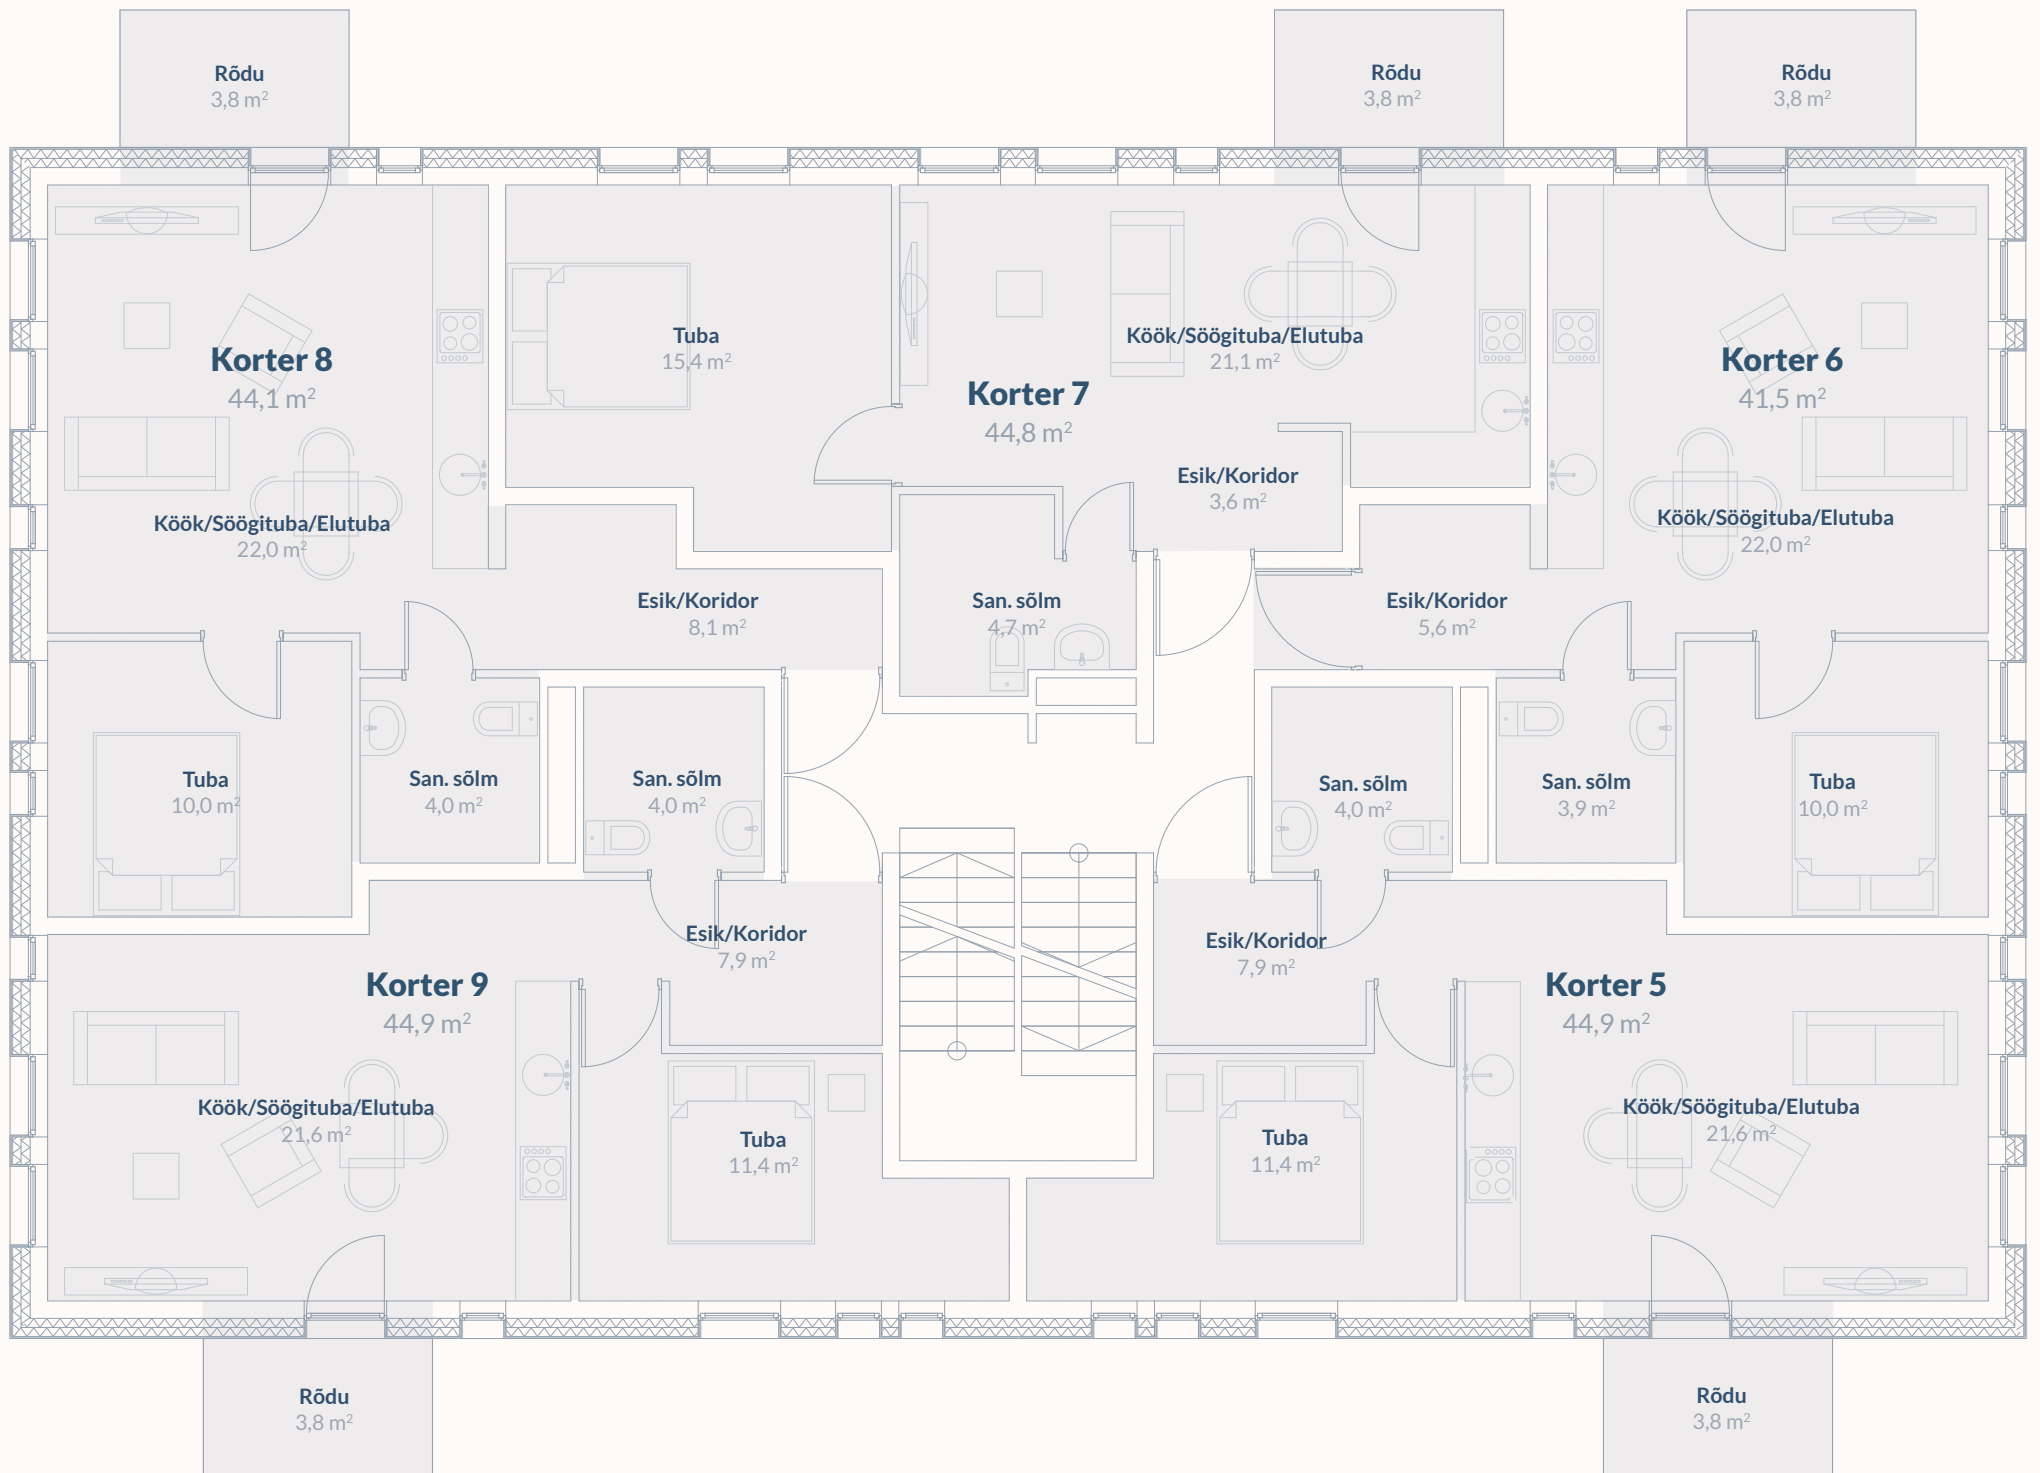 Rõdu
3,8 m²
Rõdu
3,8 m²
Rõdu
3,8 m²
Korter 8
44,1 m²
Köök/Söögituba/Elutuba
22,0 m²
Tuba
15,4 m²
Köök/Söögituba/Elutuba
21,1 m²
Korter 7
44,8 m²
Esik/Koridor
3,6 m²
Korter 6
41,5 m²
Köök/Söögituba/Elutuba
22,0 m²
Esik/Koridor
8,1 m²
San. sõlm
4,7 m²
Esik/Koridor
5,6 m²
Tuba
10,0 m²
San. sõlm
4,0 m²
San. sõlm
4,0 m²
San. sõlm
4,0 m²
San. sõlm
3,9 m²
Tuba
10,0 m²
Esik/Koridor
7,9 m²
Esik/Koridor
7,9 m²
Korter 9
44,9 m²
Korter 5
44,9 m²
Köök/Söögituba/Elutuba
21,6 m²
Tuba
11,4 m²
Tuba
11,4 m²
Köök/Söögituba/Elutuba
21,6 m²
Rõdu
3,8 m²
Rõdu
3,8 m²